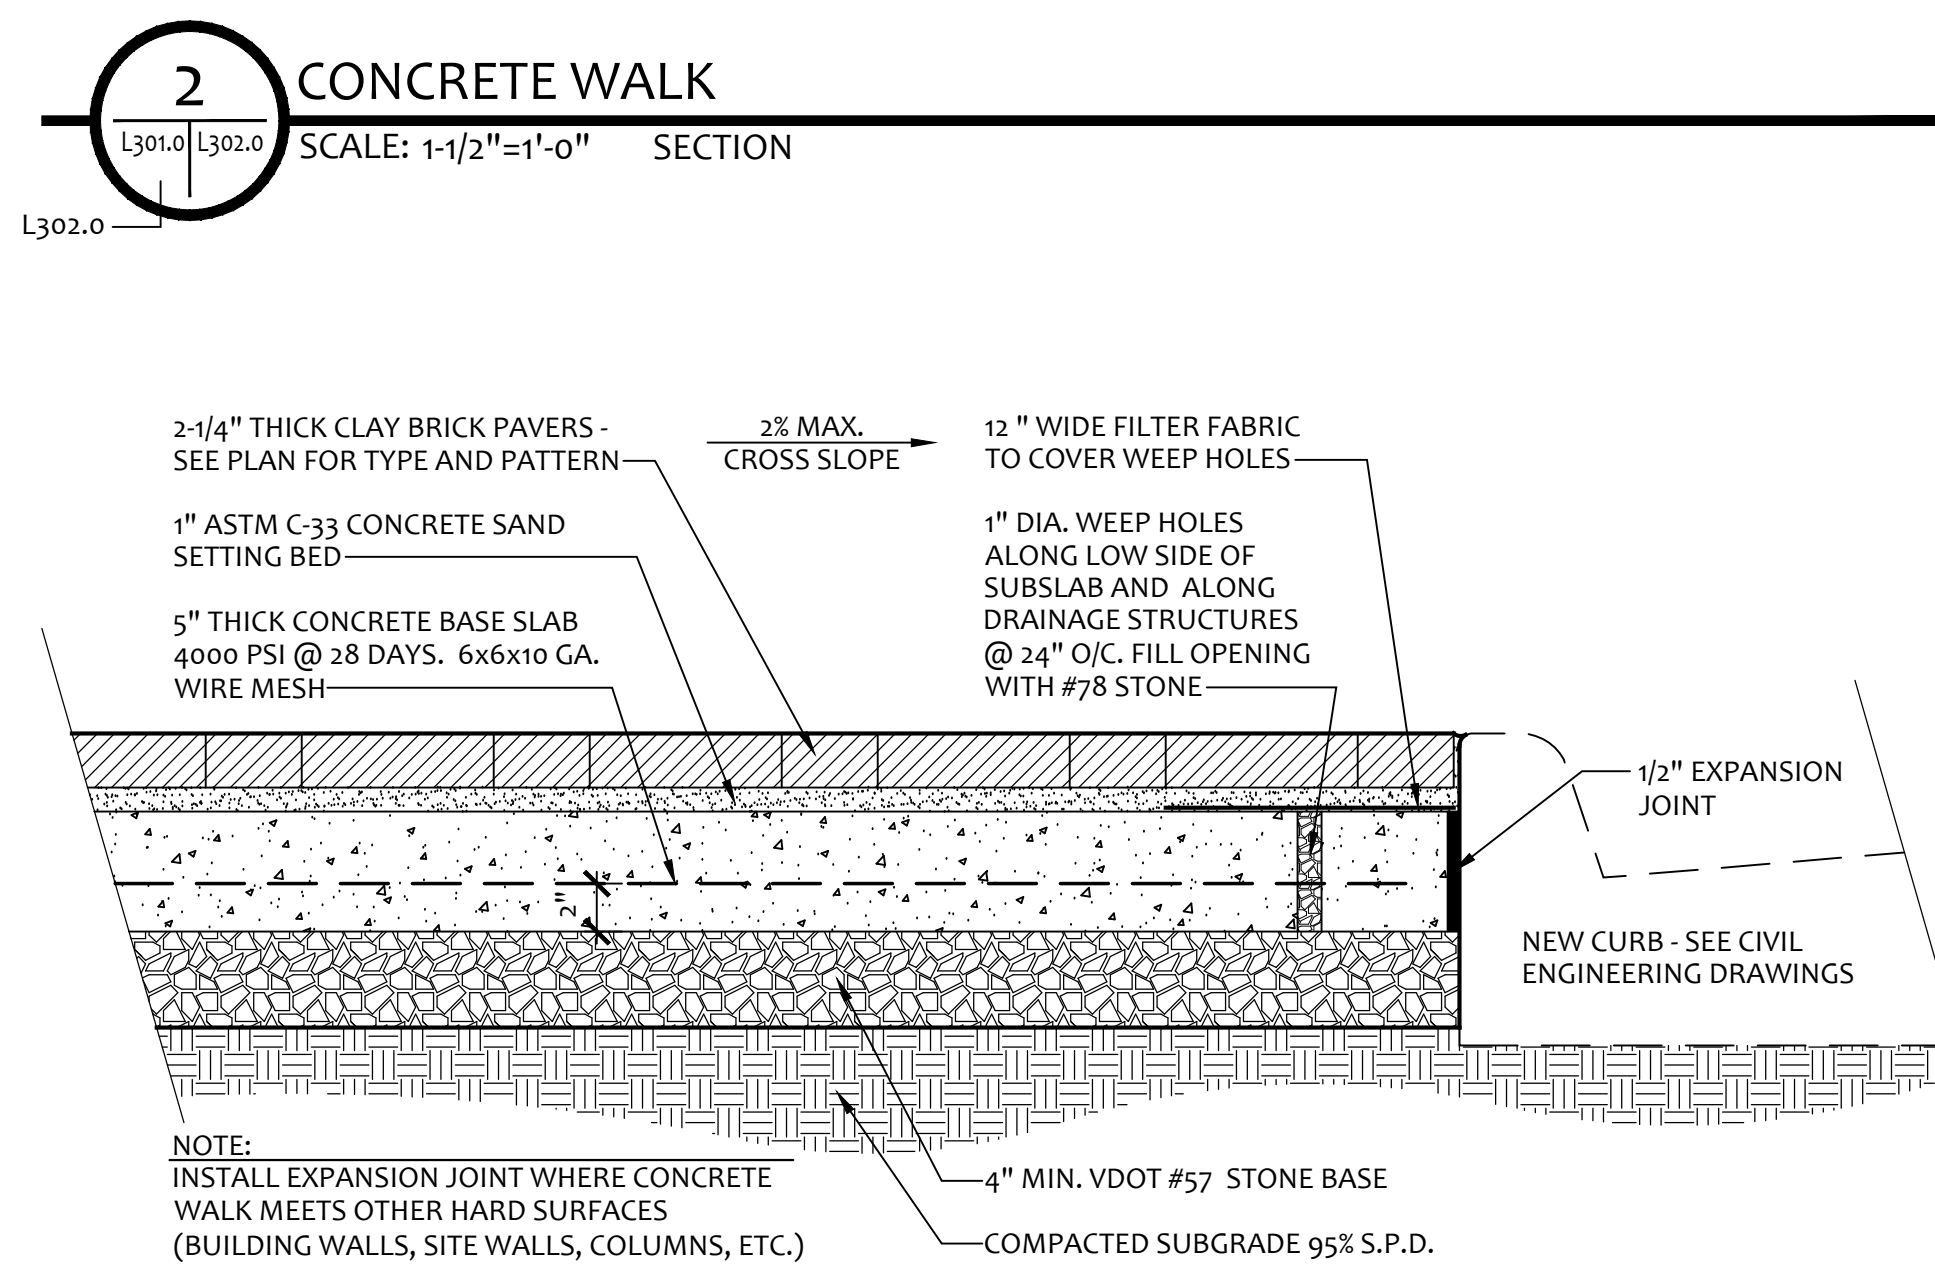 2
L301.0 L302.0
L302.0
CONCRETE WALK
SCALE: 1-1/2"=1'-0" SECTION
2-1/4" THICK CLAY BRICK PAVERS -
SEE PLAN FOR TYPE AND PATTERN
1" ASTM C-33 CONCRETE SAND
SETTING BED
5" THICK CONCRETE BASE SLAB
4000 PSI @ 28 DAYS. 6x6x10 GA.
WIRE MESH
2% MAX.
CROSS SLOPE
12 " WIDE FILTER FABRIC
TO COVER WEEP HOLES
1" DIA. WEEP HOLES
ALONG LOW SIDE OF
SUBSLAB AND ALONG
DRAINAGE STRUCTURES
@ 24" O/C. FILL OPENING
WITH #78 STONE
1/2" EXPANSION
JOINT
2"
NEW CURB - SEE CIVIL
ENGINEERING DRAWINGS
NOTE:
INSTALL EXPANSION JOINT WHERE CONCRETE
WALK MEETS OTHER HARD SURFACES
(BUILDING WALLS, SITE WALLS, COLUMNS, ETC.)
4" MIN. VDOT #57 STONE BASE
COMPACTED SUBGRADE 95% S.P.D.